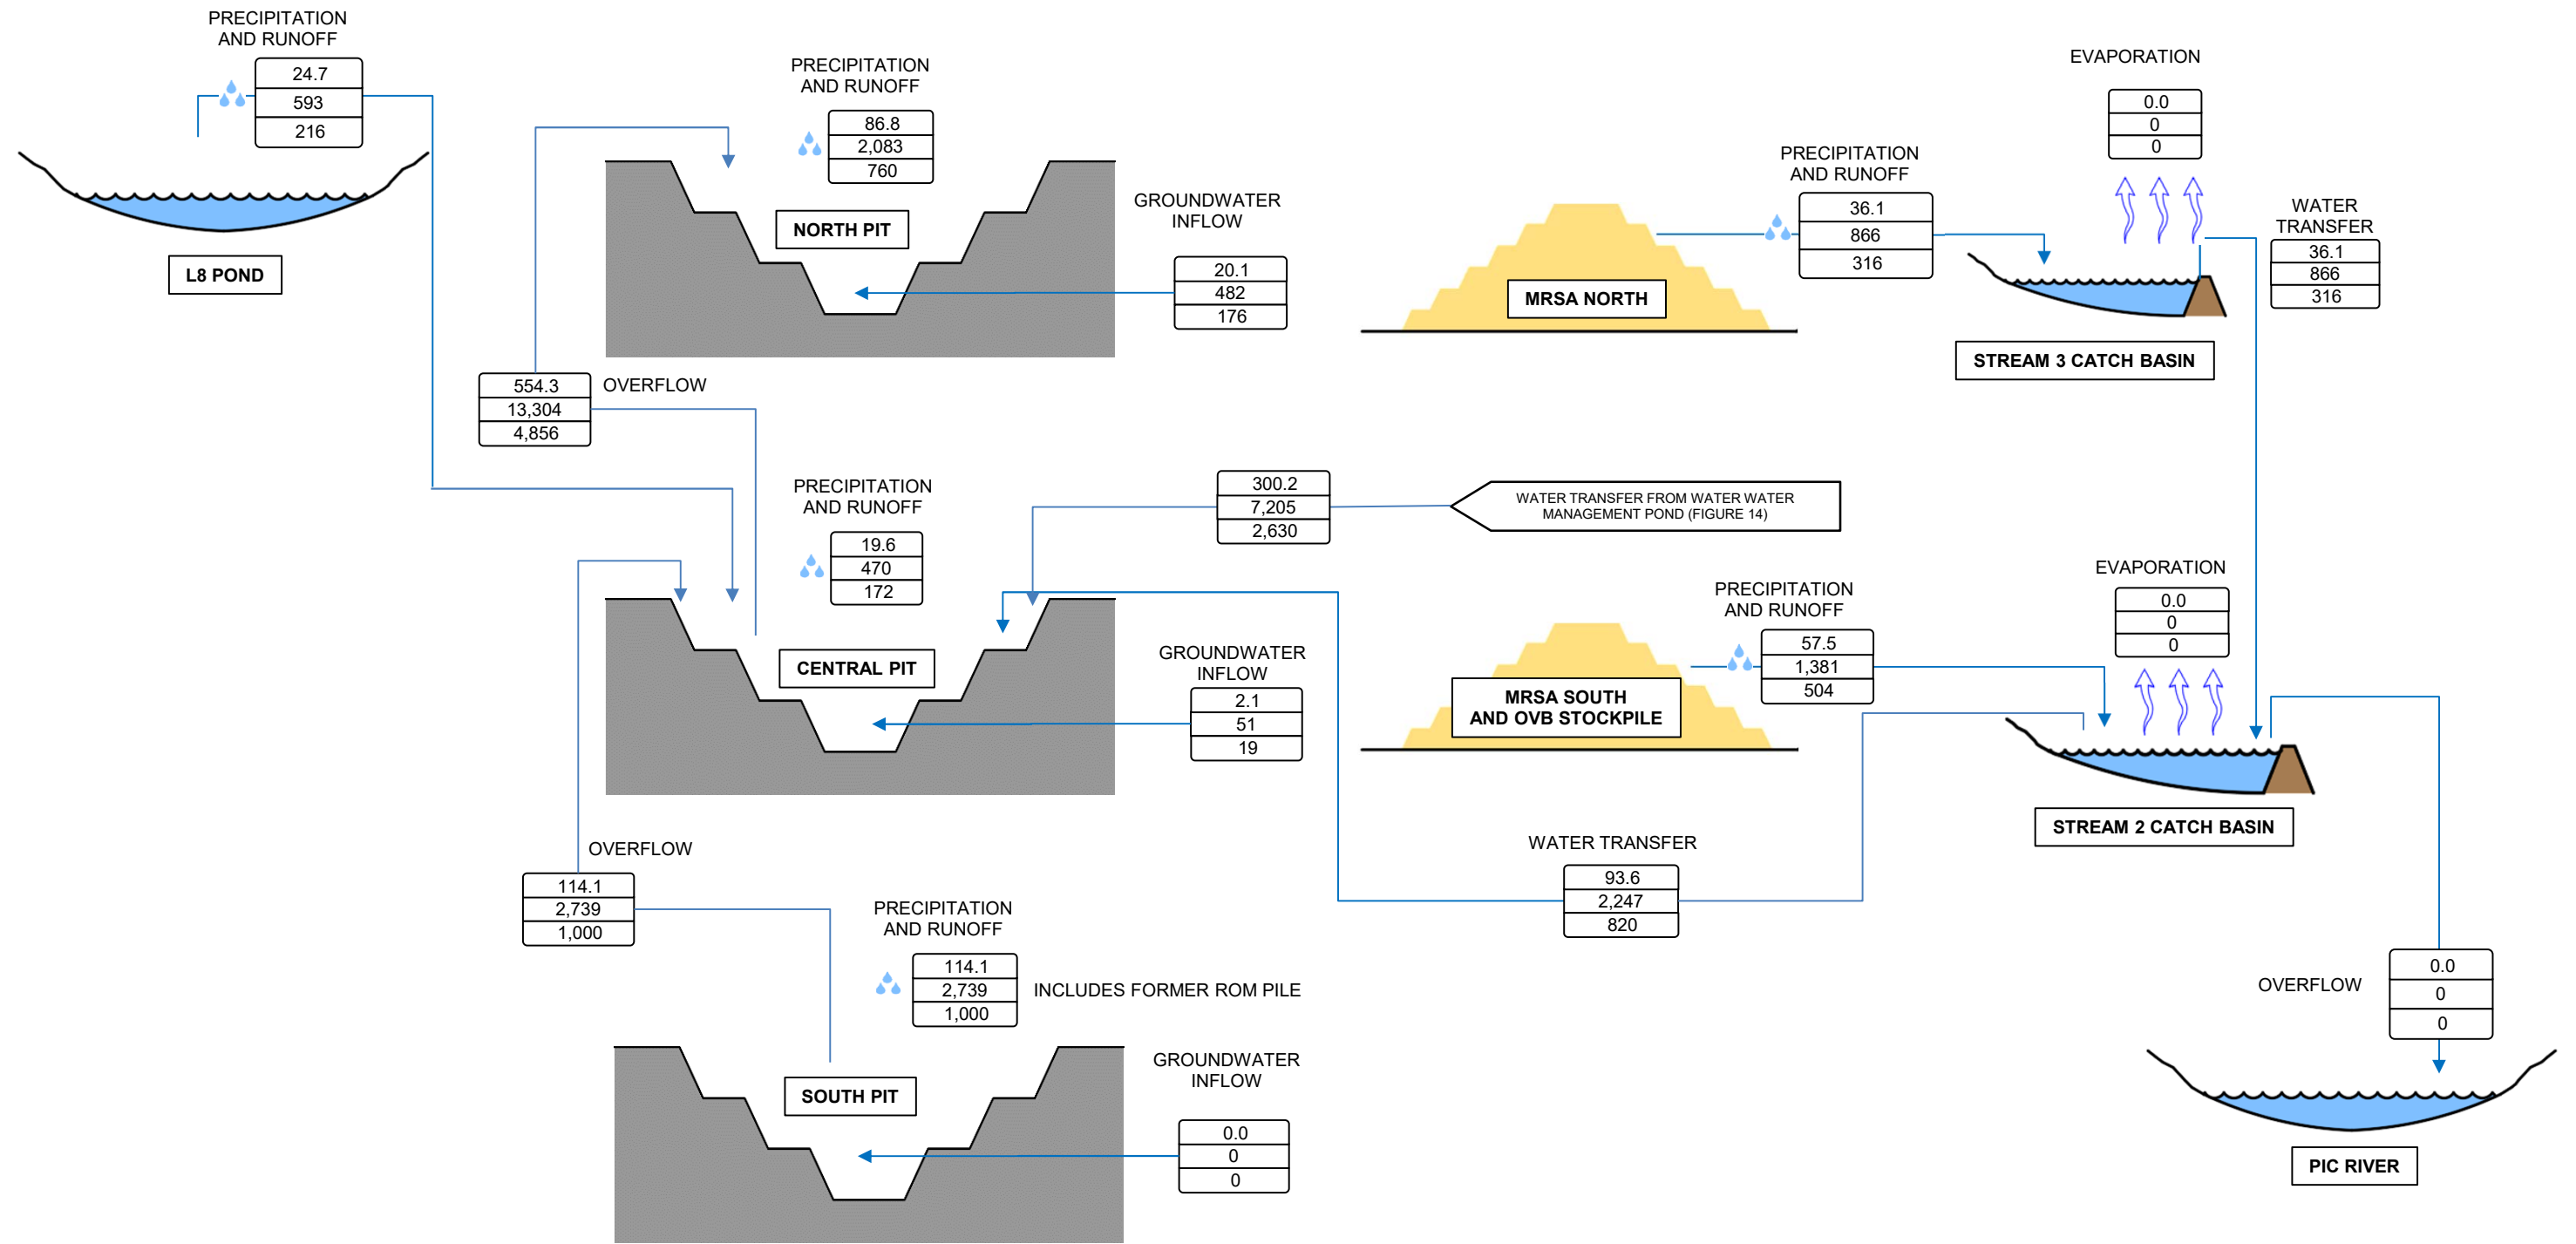 PRECIPITATION
AND RUNOFF
24.7
593
216
L8 POND
PRECIPITATION
AND RUNOFF
86.8
2,083
760
NORTH PIT
GROUNDWATER
INFLOW
20.1
482
176
554.3
13,304
4,856
OVERFLOW
PRECIPITATION
AND RUNOFF
36.1
866
316
MRSA NORTH
EVAPORATION
0.0
0
0
WATER
TRANSFER
36.1
866
316
STREAM 3 CATCH BASIN
PRECIPITATION
AND RUNOFF
19.6
470
172
300.2
7,205
2,630
WATER TRANSFER FROM WATER WATER
MANAGEMENT POND (FIGURE 14)
CENTRAL PIT
GROUNDWATER
INFLOW
2.1
51
19
PRECIPITATION
AND RUNOFF
57.5
1,381
504
MRSA SOUTH
AND OVB STOCKPILE
EVAPORATION
0.0
0
0
STREAM 2 CATCH BASIN
OVERFLOW
114.1
2,739
1,000
WATER TRANSFER
93.6
2,247
820
PRECIPITATION
AND RUNOFF
114.1
2,739
1,000
INCLUDES FORMER ROM PILE
SOUTH PIT
GROUNDWATER
INFLOW
0.0
0
0
OVERFLOW
0.0
0
0
PIC RIVER